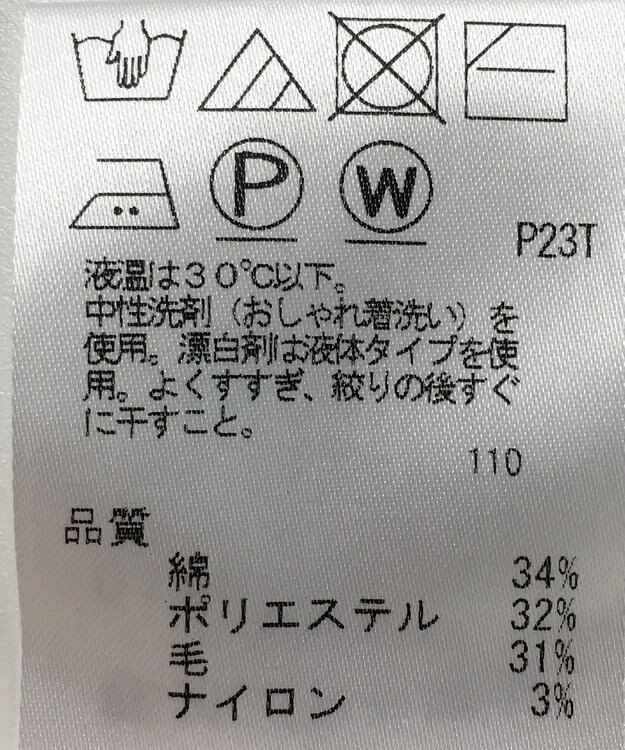 P W
P23T
液温は30℃以下。
中性洗剤（おしゃれ着洗い）を
使用。漂白剤は液体タイプを使
用。よくすすぎ、絞りの後すぐ
に干すこと。
110
品質
綿 34%
ポリエステル 32%
毛 31%
ナイロン 3%